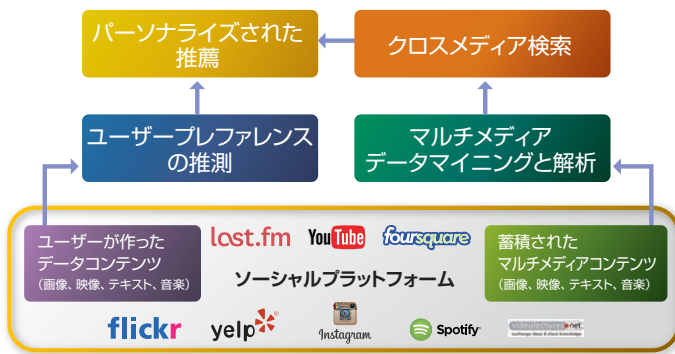 パーソナライズされた
推薦
クロスメディア検索
ユーザープレファレンス
の推測
マルチメディア
データマイニングと解析
ユーザーが作った
データコンテンツ
(画像、映像、テキスト、音楽)
last.fm
YouTube
foursquare
蓄積された
マルチメディアコンテンツ
(画像、映像、テキスト、音楽)
ソーシャルプラットフォーム
flickr
yelp
Instagram
Spotify
videolectures.net
exchange ideas & share knowledge